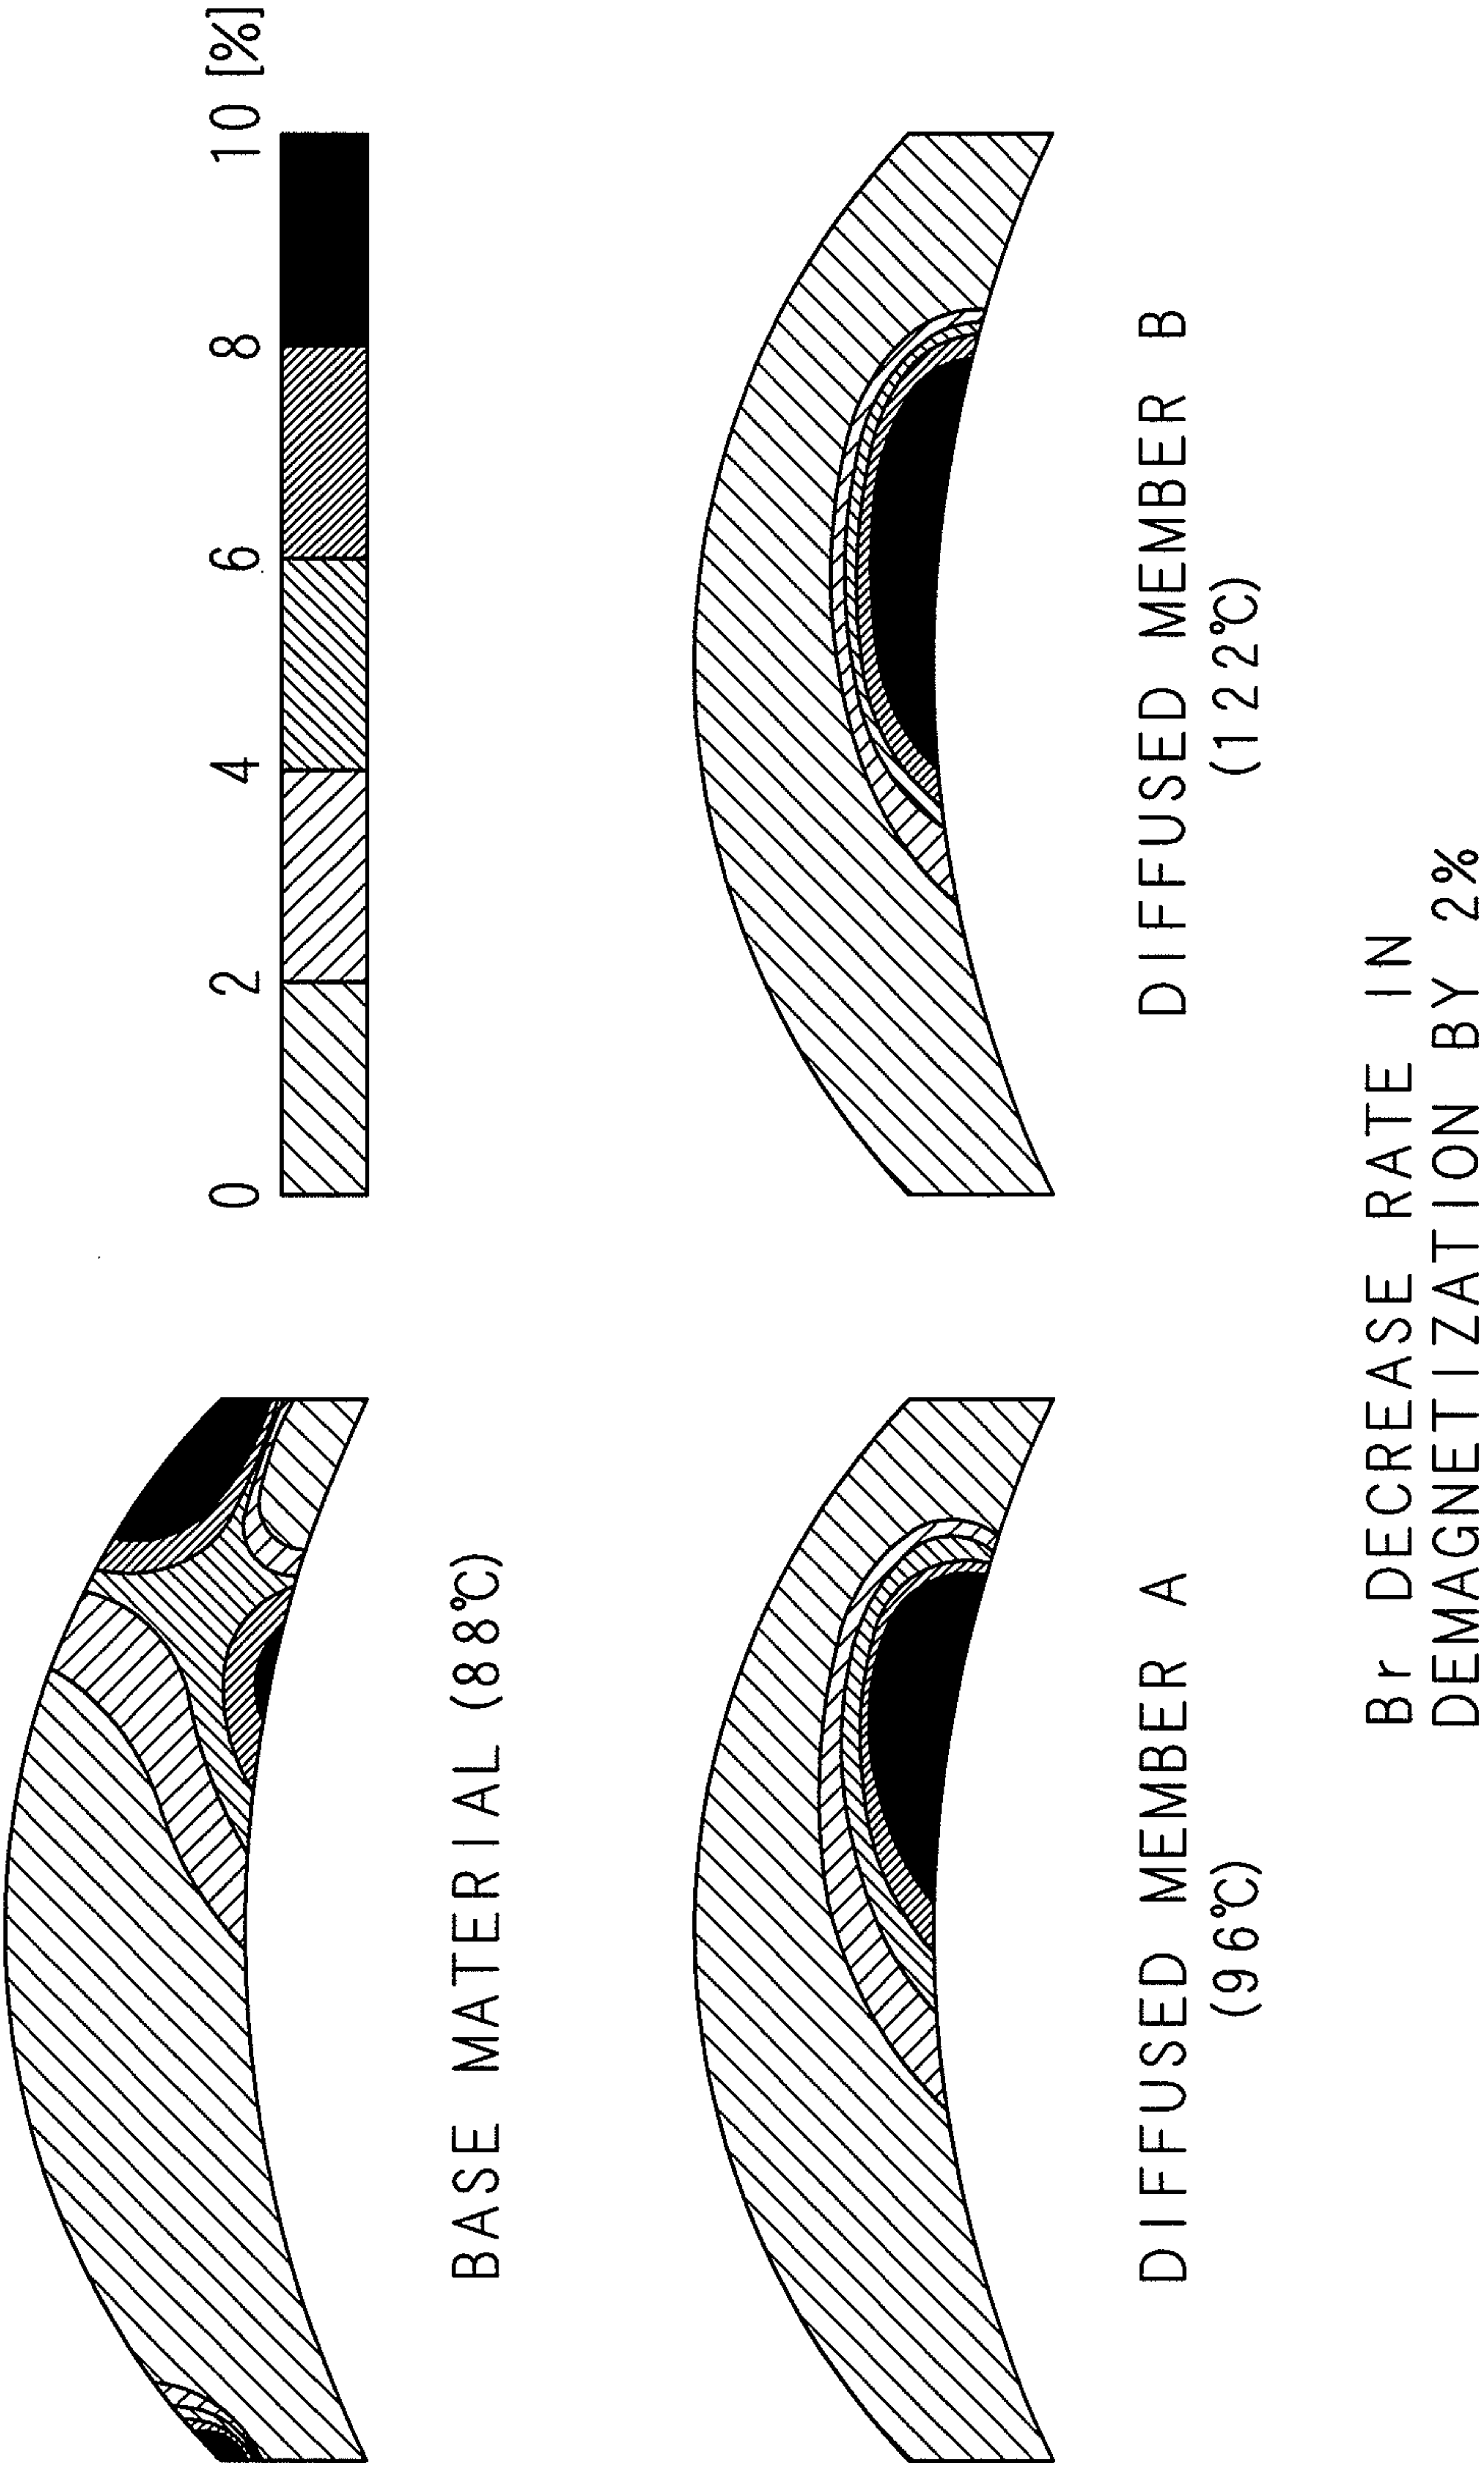 0 2 4 6 8 10 [%]
BASE MATERIAL (88℃)
DIFFUSED MEMBER A
(96℃)
DIFFUSED MEMBER B
(122℃)
Br DECREASE RATE IN
DEMAGNETIZATION BY 2%